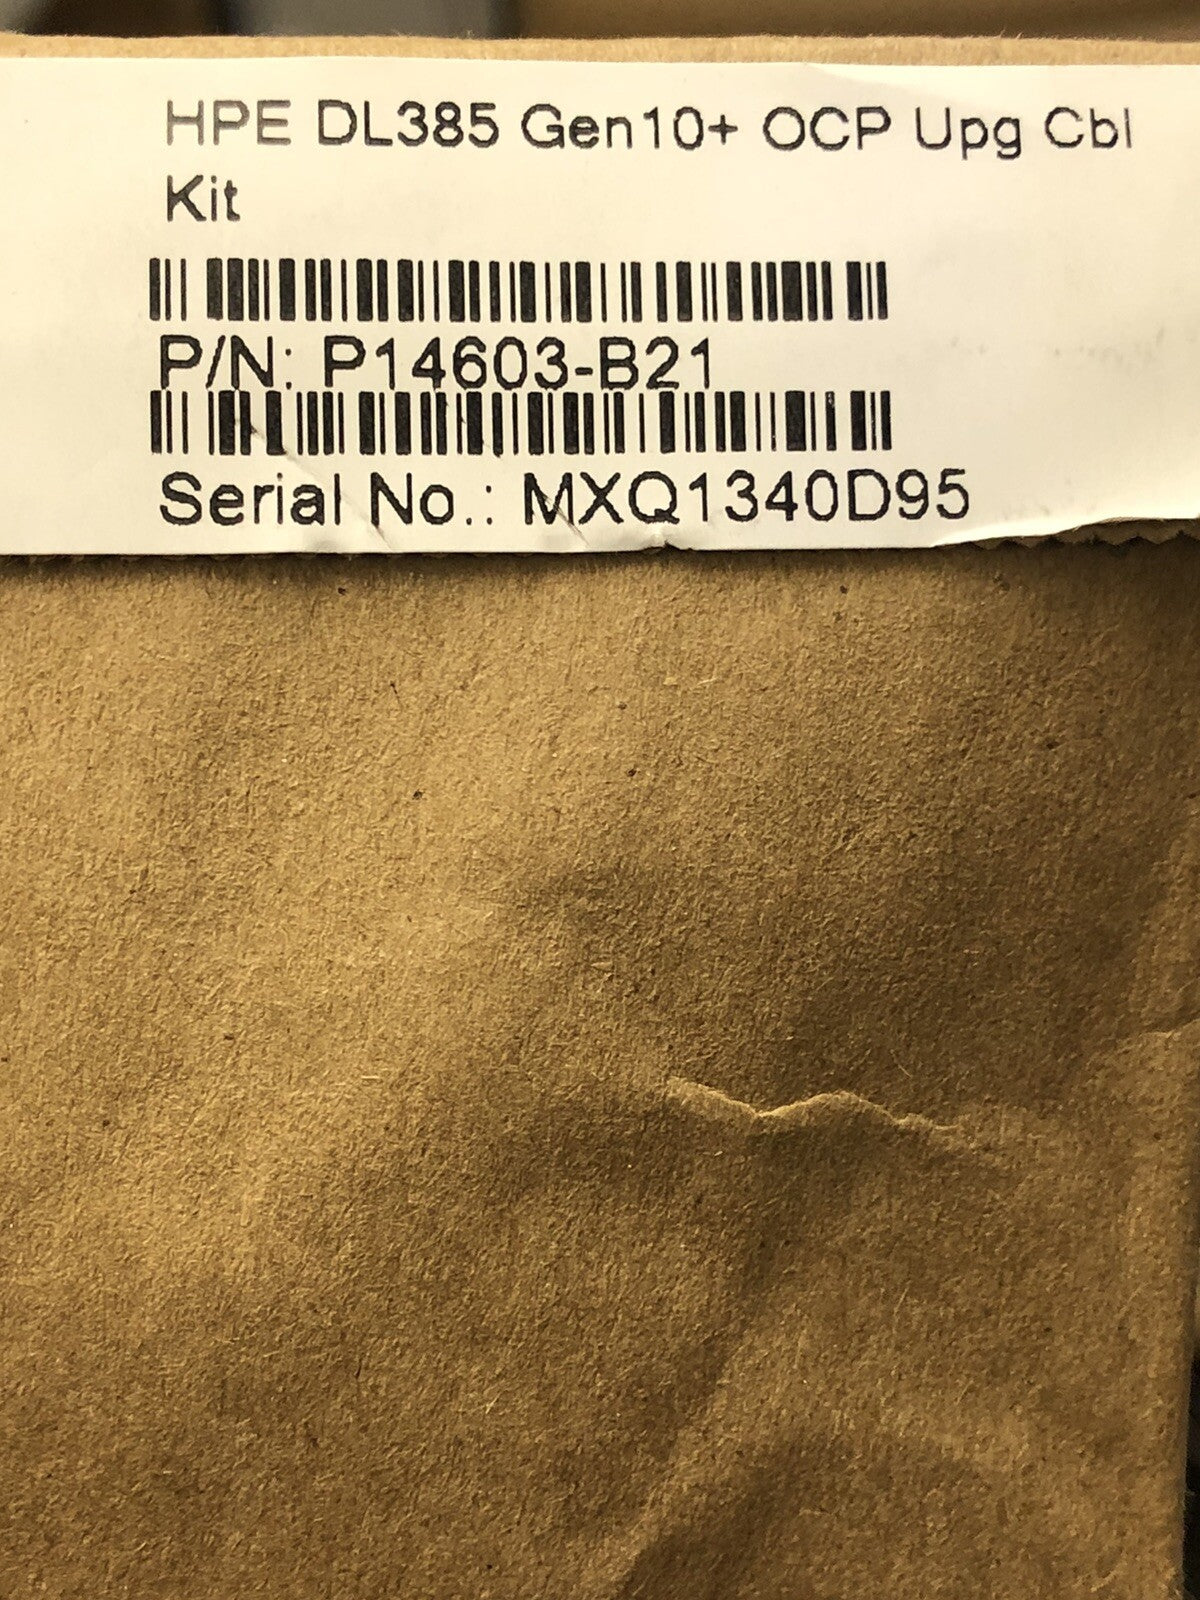 HPE DL385 Gen10+ OCP Upg Cbl
Kit
P/N: P14603-B21
Serial No.: MXQ1340D95